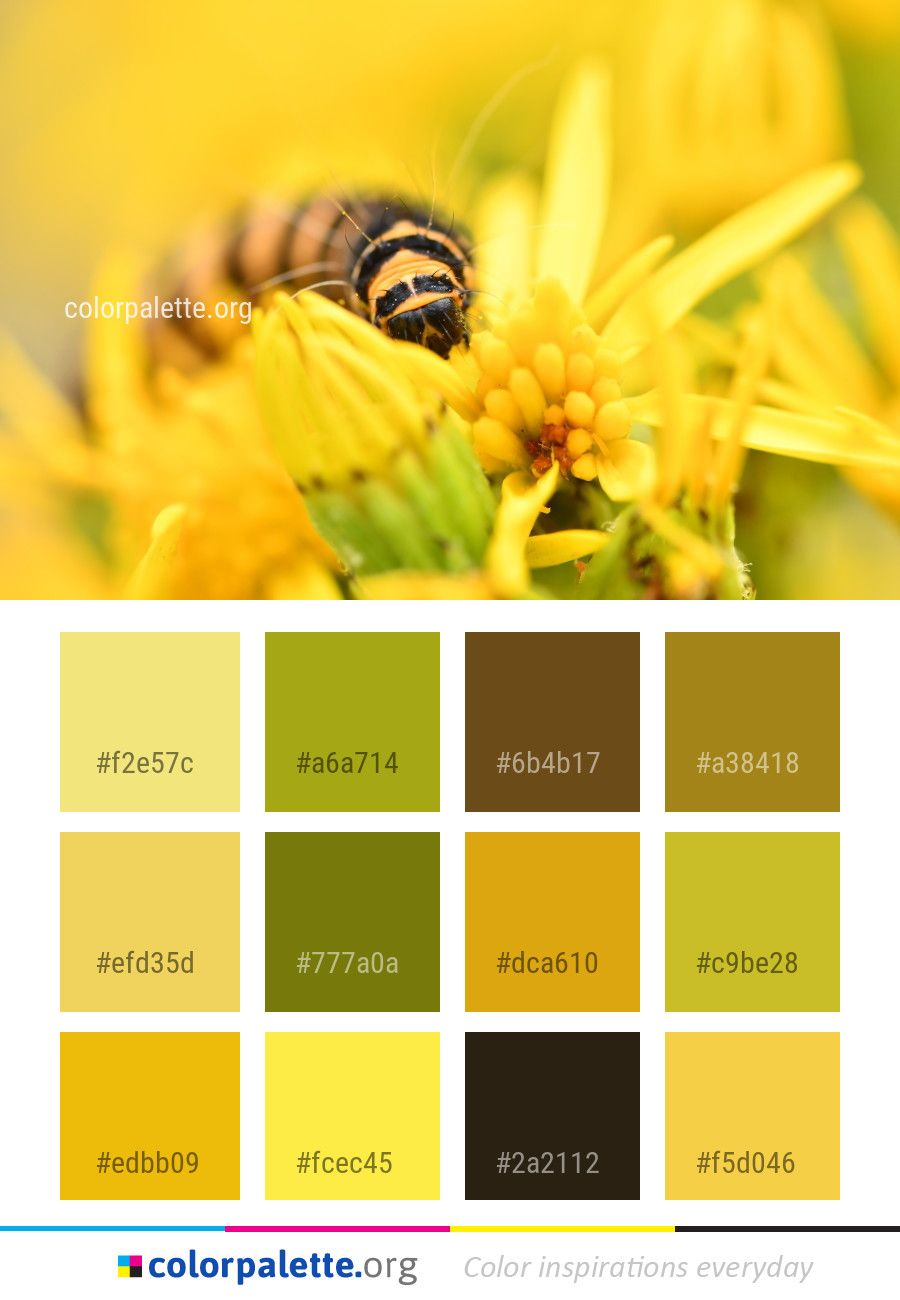 colorpalette.org
#f2e57c #a6a714 #6b4b17 #a38418
#efd35d #777a0a #dca610 #c9be28
#edbb09 #fcec45 #2a2112 #f5d046
colorpalette.org Color inspirations everyday